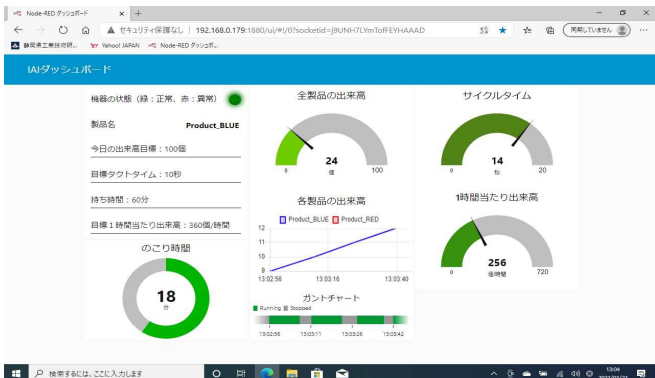 Node-RED ダッシュボード
セキュリティ保護なし | 192.168.0.179:1880/ui/#!/0?socketid=j9UNH7LYmTofFEYHAAAD
同期していません
静岡県工業技術研...
Yahoo! JAPAN
Node-RED ダッシュボ...
IAIダッシュボード
機器の状態（緑：正常、赤：異常）
製品名 Product_BLUE
今日の出来高目標：100個
目標タクトタイム：10秒
持ち時間：60分
目標１時間当たり出来高：360個/時間
のこり時間
18
分
全製品の出来高
24
0 個 100
各製品の出来高
Product_BLUE Product_RED
12
11
10
9
13:02:56 13:03:16 13:03:40
ガントチャート
Running Stopped
13:02:56 13:03:11 13:03:26 13:03:42
サイクルタイム
14
0 秒 20
1時間当たり出来高
256
0 個/時間 720
検索するには、ここに入力します
13:04